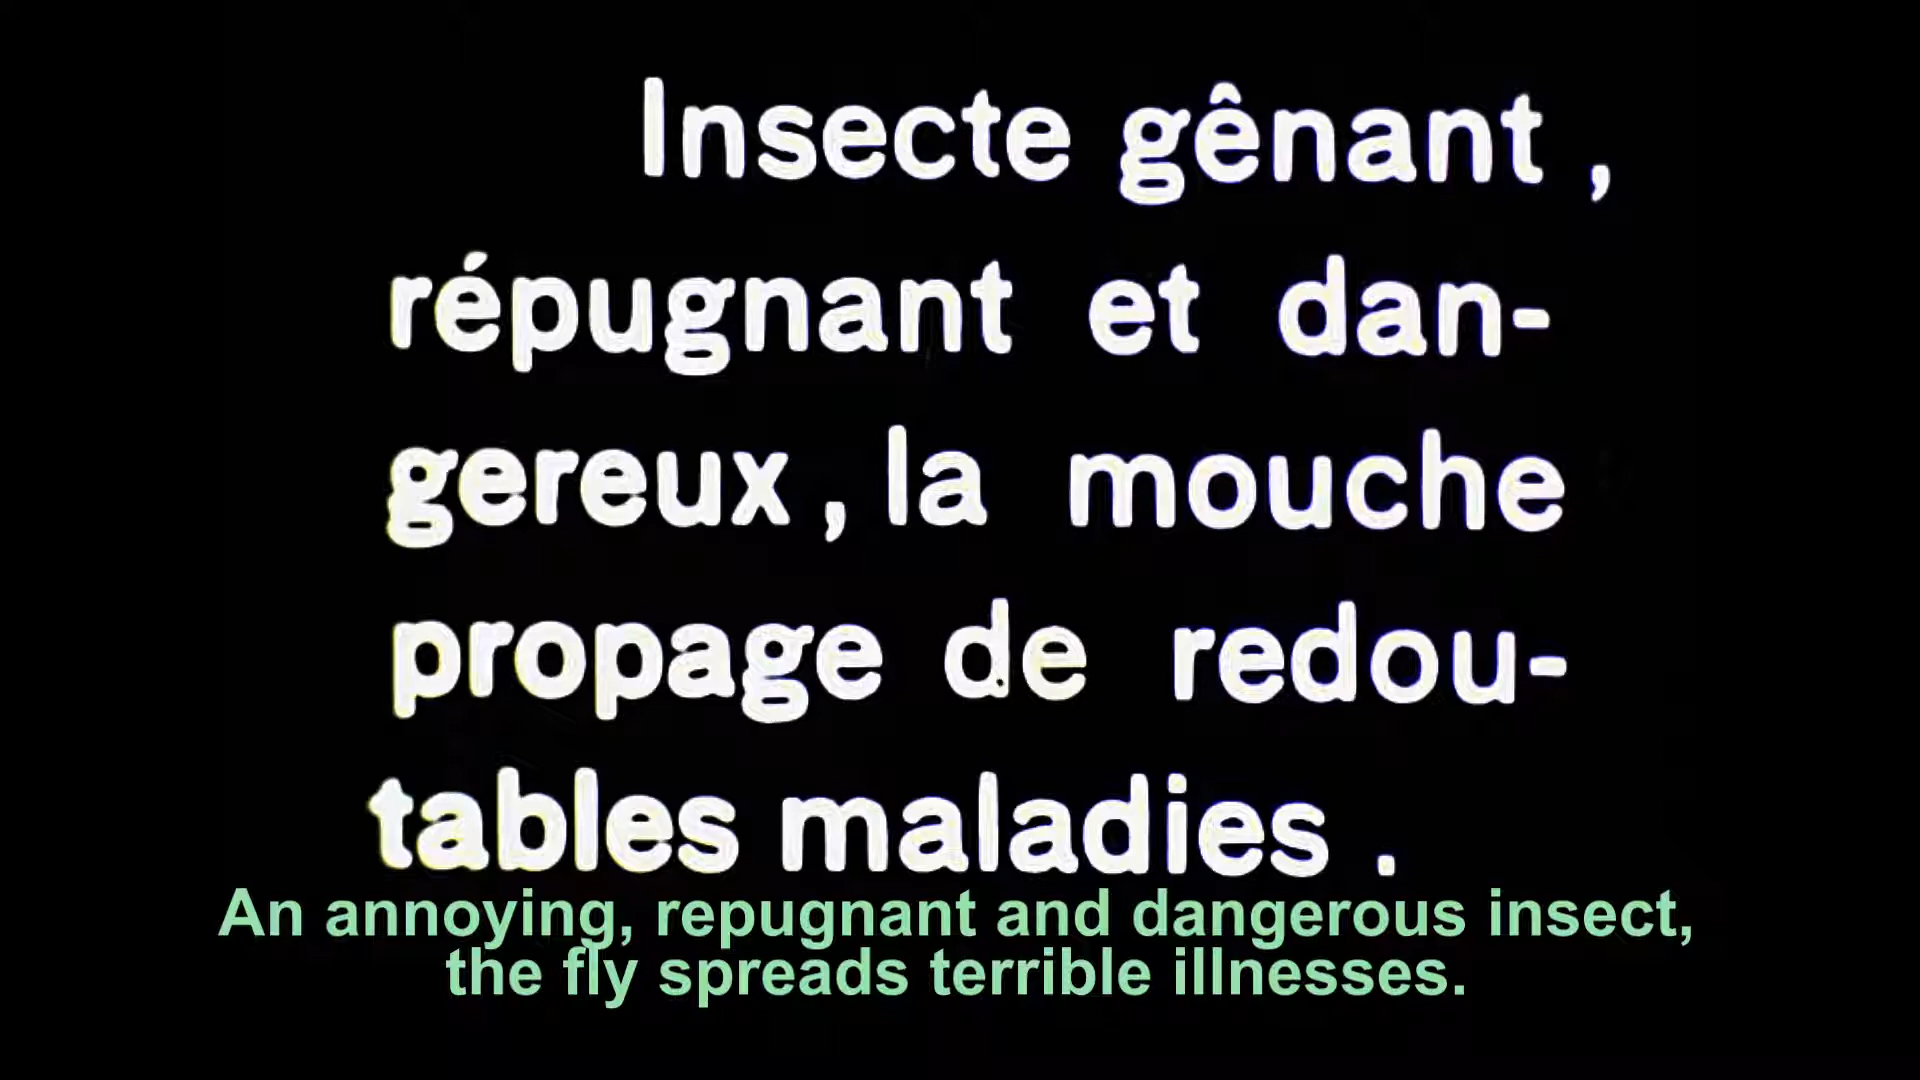 Insecte gênant ,
répugnant et dan-
gereux , la mouche
propage de redou-
tables maladies .
An annoying, repugnant and dangerous insect,
the fly spreads terrible illnesses.